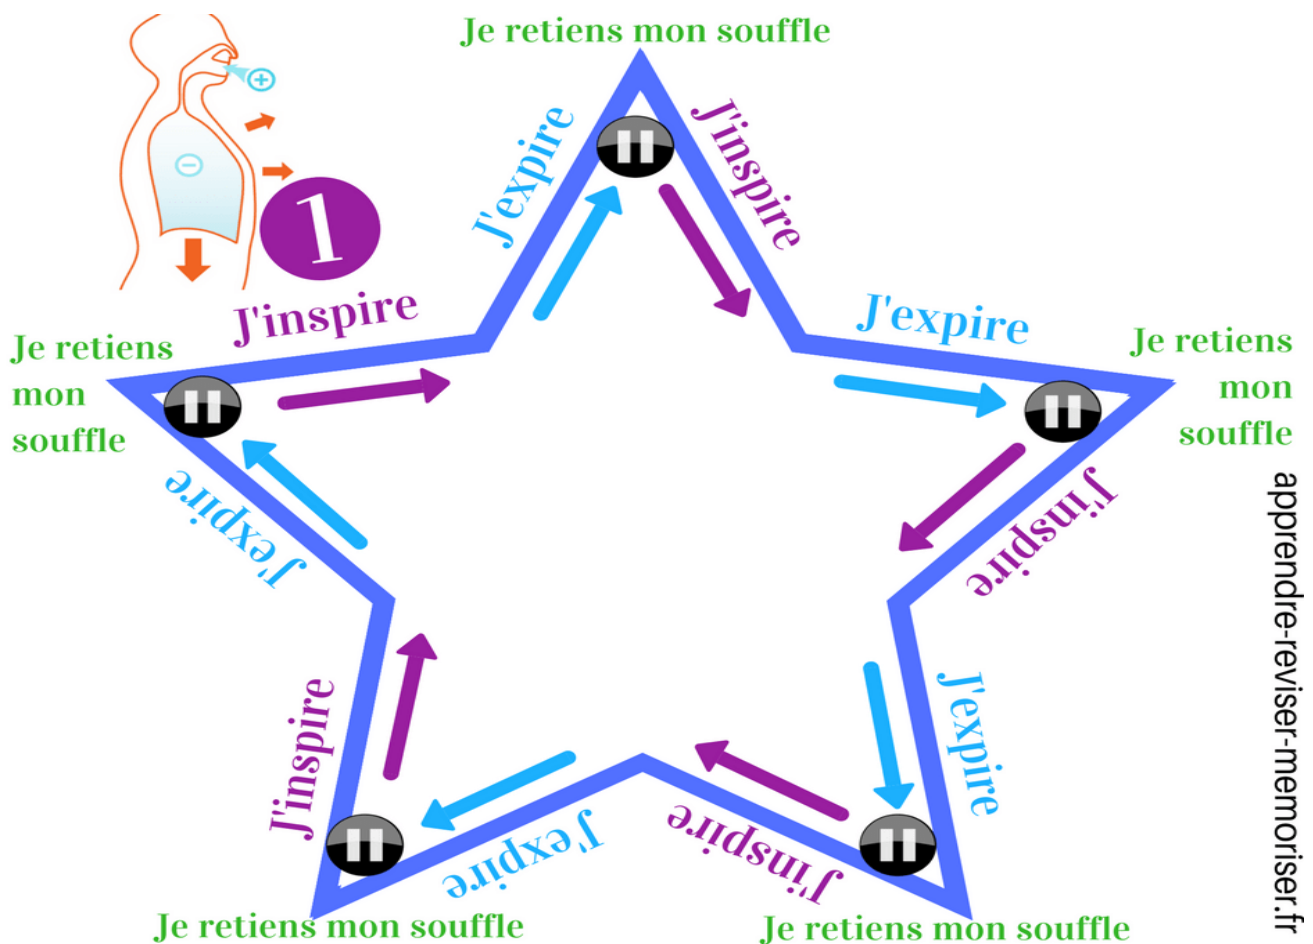 Je retiens mon souffle
+
-
1
J'inspire
J'expire
Je retiens
mon
souffle
J'inspire
J'expire
Je retiens
mon
souffle
J'inspire
J'expire
Je retiens mon souffle
J'inspire
J'expire
Je retiens mon souffle
J'inspire
J'expire
apprendre-reviser-memoriser.fr